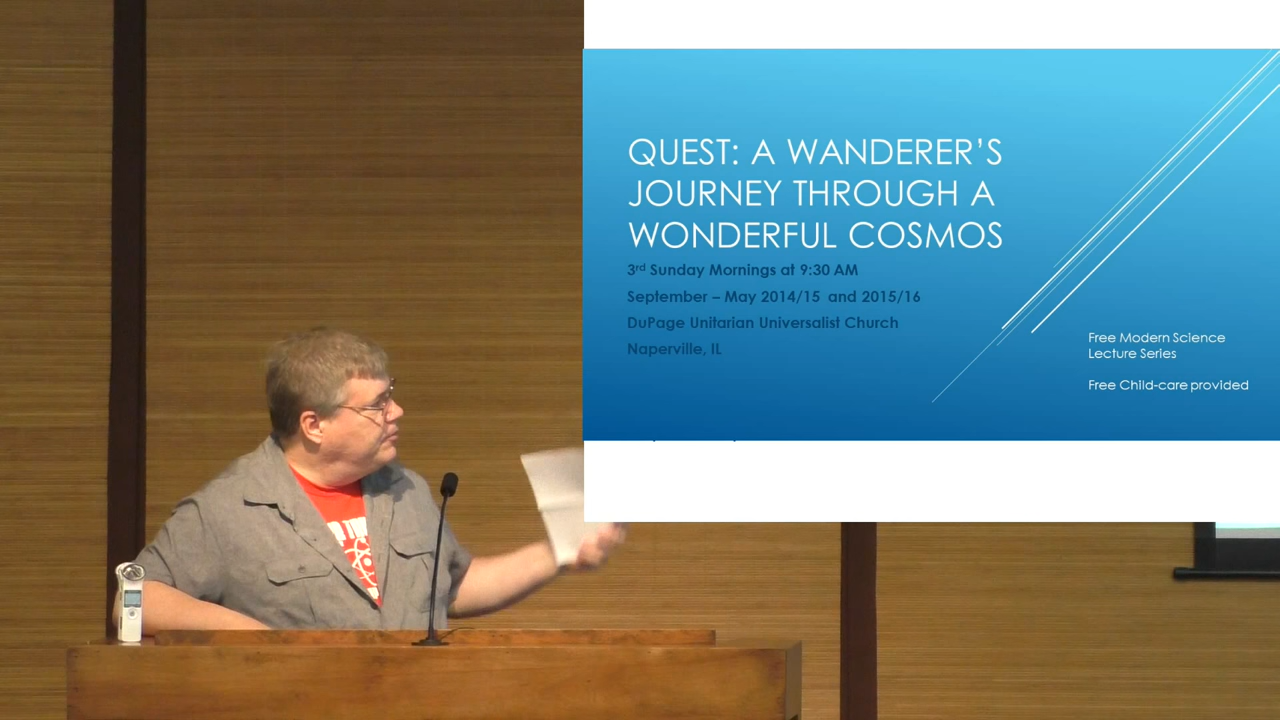 QUEST: A WANDERER'S
JOURNEY THROUGH A
WONDERFUL COSMOS
3rd Sunday Mornings at 9:30 AM
September – May 2014/15 and 2015/16
DuPage Unitarian Universalist Church
Naperville, IL
Free Modern Science
Lecture Series
Free Child-care provided